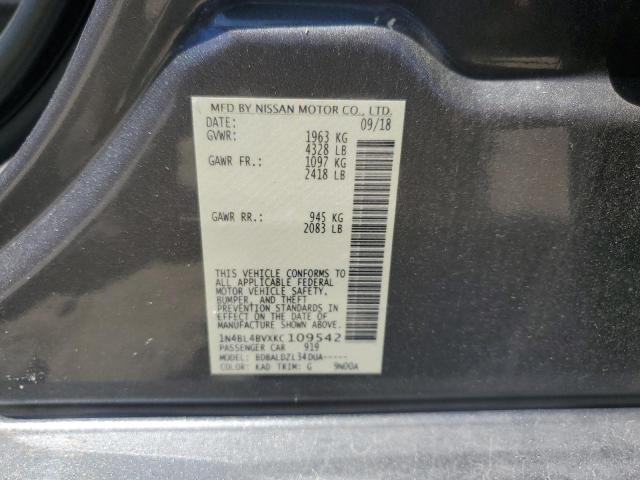 MFD BY NISSAN MOTOR CO., LTD.
DATE: 09/18
GVWR: 1963 KG
4328 LB
GAWR FR.: 1097 KG
2418 LB
GAWR RR.: 945 KG
2083 LB
THIS VEHICLE CONFORMS TO
ALL APPLICABLE FEDERAL
MOTOR VEHICLE SAFETY,
BUMPER, AND THEFT
PREVENTION STANDARDS IN
EFFECT ON THE DATE OF
MANUFACTURE SHOWN ABOVE.
1N4BL4BVXKC109542
PASSENGER CAR 919
MODEL: BDBALDZL34DUA-----
COLOR: KAD TRIM: G 9N00A